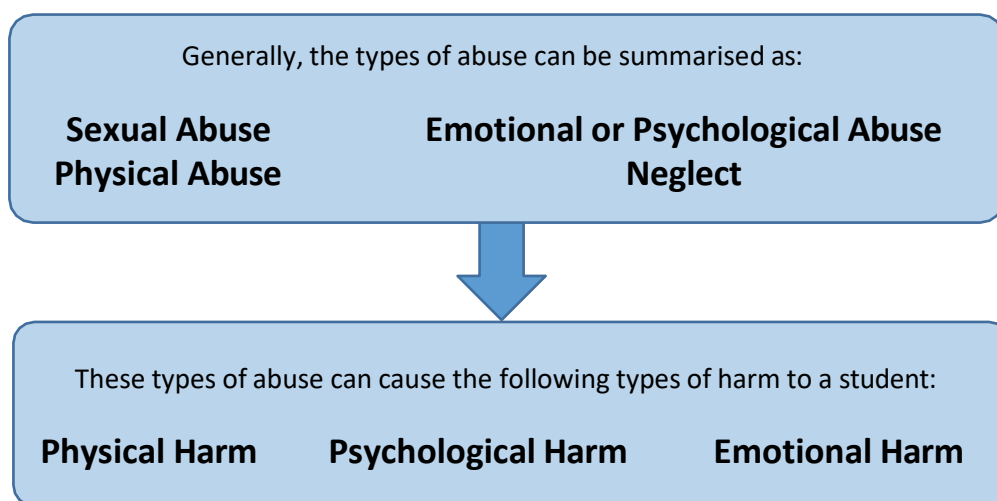 Generally, the types of abuse can be summarised as:
Sexual Abuse Emotional or Psychological Abuse
Physical Abuse Neglect
These types of abuse can cause the following types of harm to a student:
Physical Harm Psychological Harm Emotional Harm